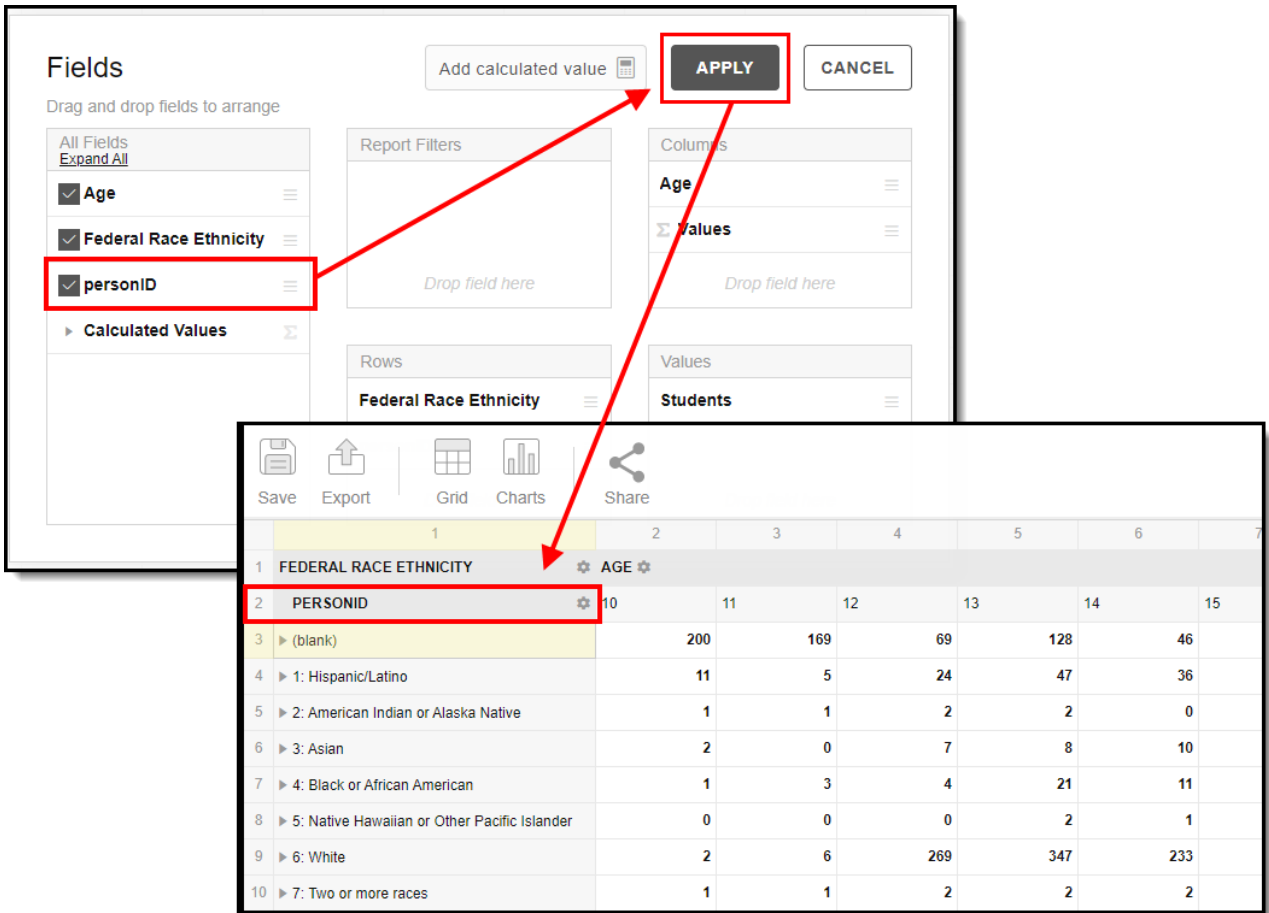 Fields
Add calculated value
APPLY
CANCEL
Drag and drop fields to arrange
All Fields
Expand All
Age
Federal Race Ethnicity
personID
Calculated Values
Report Filters
Drop field here
Columns
Age
Σ Values
Drop field here
Rows
Federal Race Ethnicity
Values
Students
Save Export Grid Charts Share
1 2 3 4 5 6 7
1 FEDERAL RACE ETHNICITY AGE
2 PERSONID 10 11 12 13 14 15
3 (blank) 200 169 69 128 46
4 1: Hispanic/Latino 11 5 24 47 36
5 2: American Indian or Alaska Native 1 1 2 2 0
6 3: Asian 2 0 7 8 10
7 4: Black or African American 1 3 4 21 11
8 5: Native Hawaiian or Other Pacific Islander 0 0 0 2 1
9 6: White 2 6 269 347 233
10 7: Two or more races 1 1 2 2 2